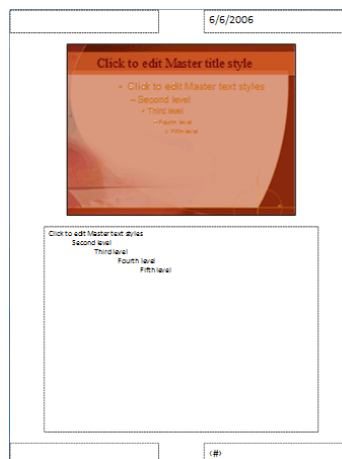 6/6/2006
Click to edit Master title style
• Click to edit Master text styles
– Second level
• Third level
– Fourth level
» Fifth level
Click to edit Master text styles
Second level
Third level
Fourth level
Fifth level
‹#›